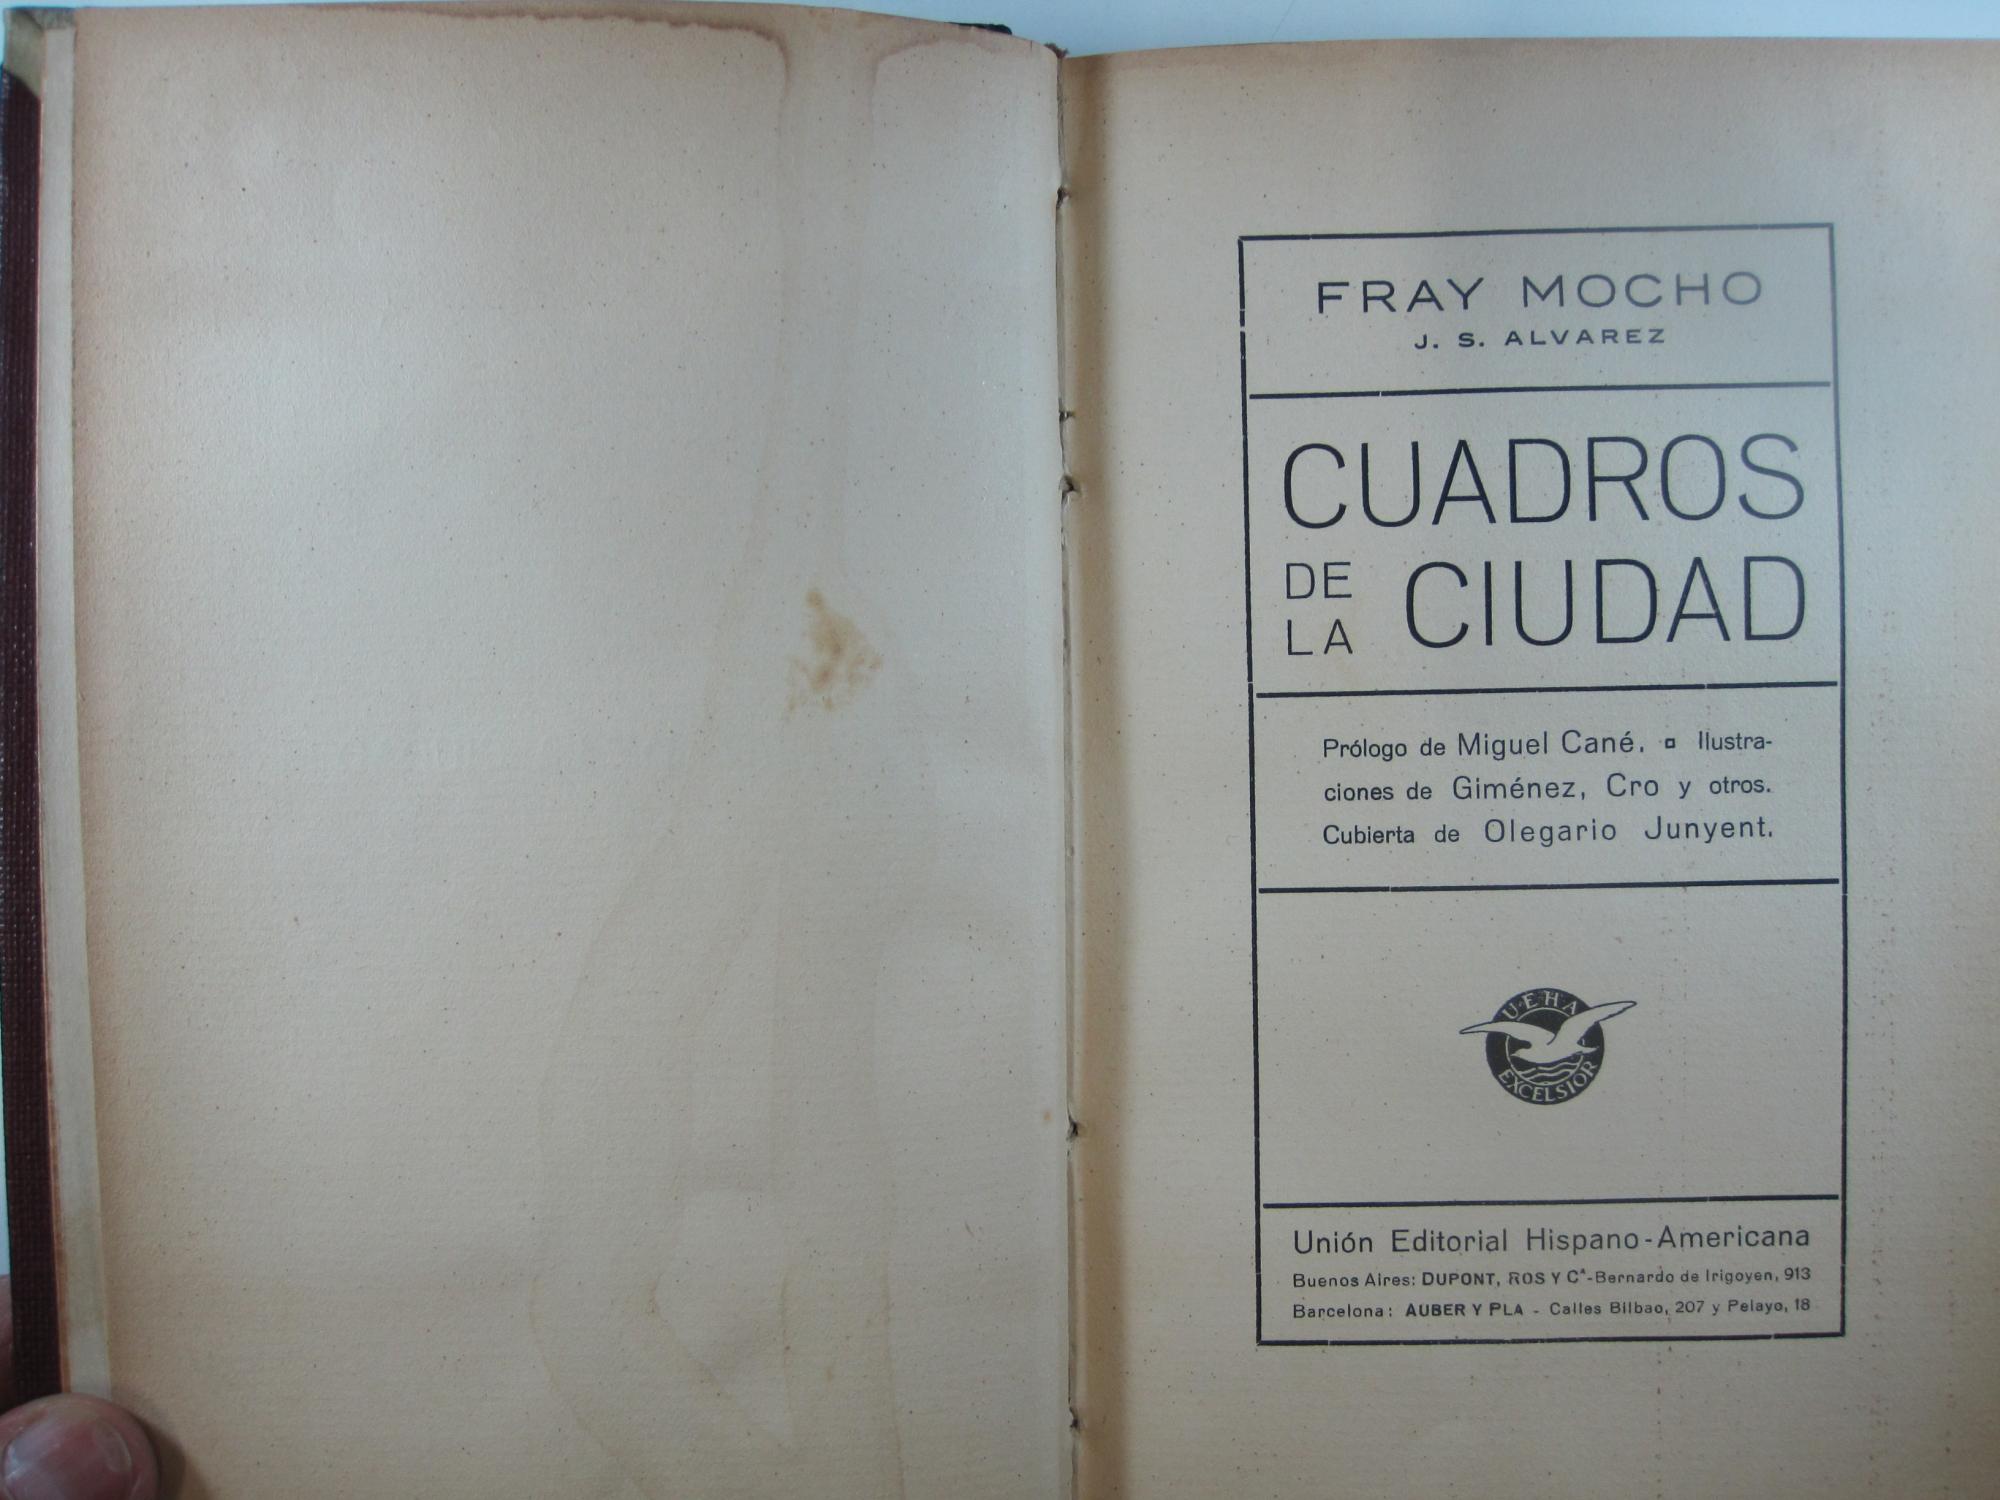 FRAY MOCHO
J. S. ALVAREZ
CUADROS
DE LA CIUDAD
Prólogo de Miguel Cané. ¤ Ilustra-
ciones de Giménez, Cro y otros.
Cubierta de Olegario Junyent.
U·E·H·A
EXCELSIOR
Unión Editorial Hispano-Americana
Buenos Aires: DUPONT, ROS Y Cª-Bernardo de Irigoyen, 913
Barcelona: AUBER Y PLA - Calles Bilbao, 207 y Pelayo, 18